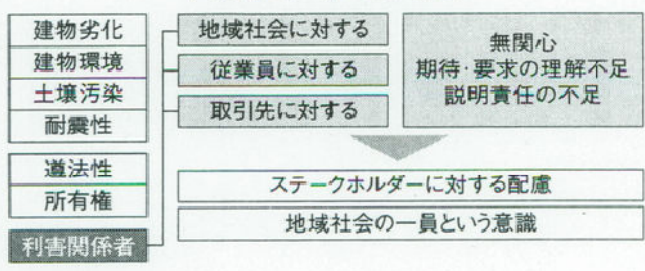 建物劣化
建物環境
土壌汚染
耐震性
遵法性
所有権
利害関係者
地域社会に対する
従業員に対する
取引先に対する
無関心
期待・要求の理解不足
説明責任の不足
ステークホルダーに対する配慮
地域社会の一員という意識